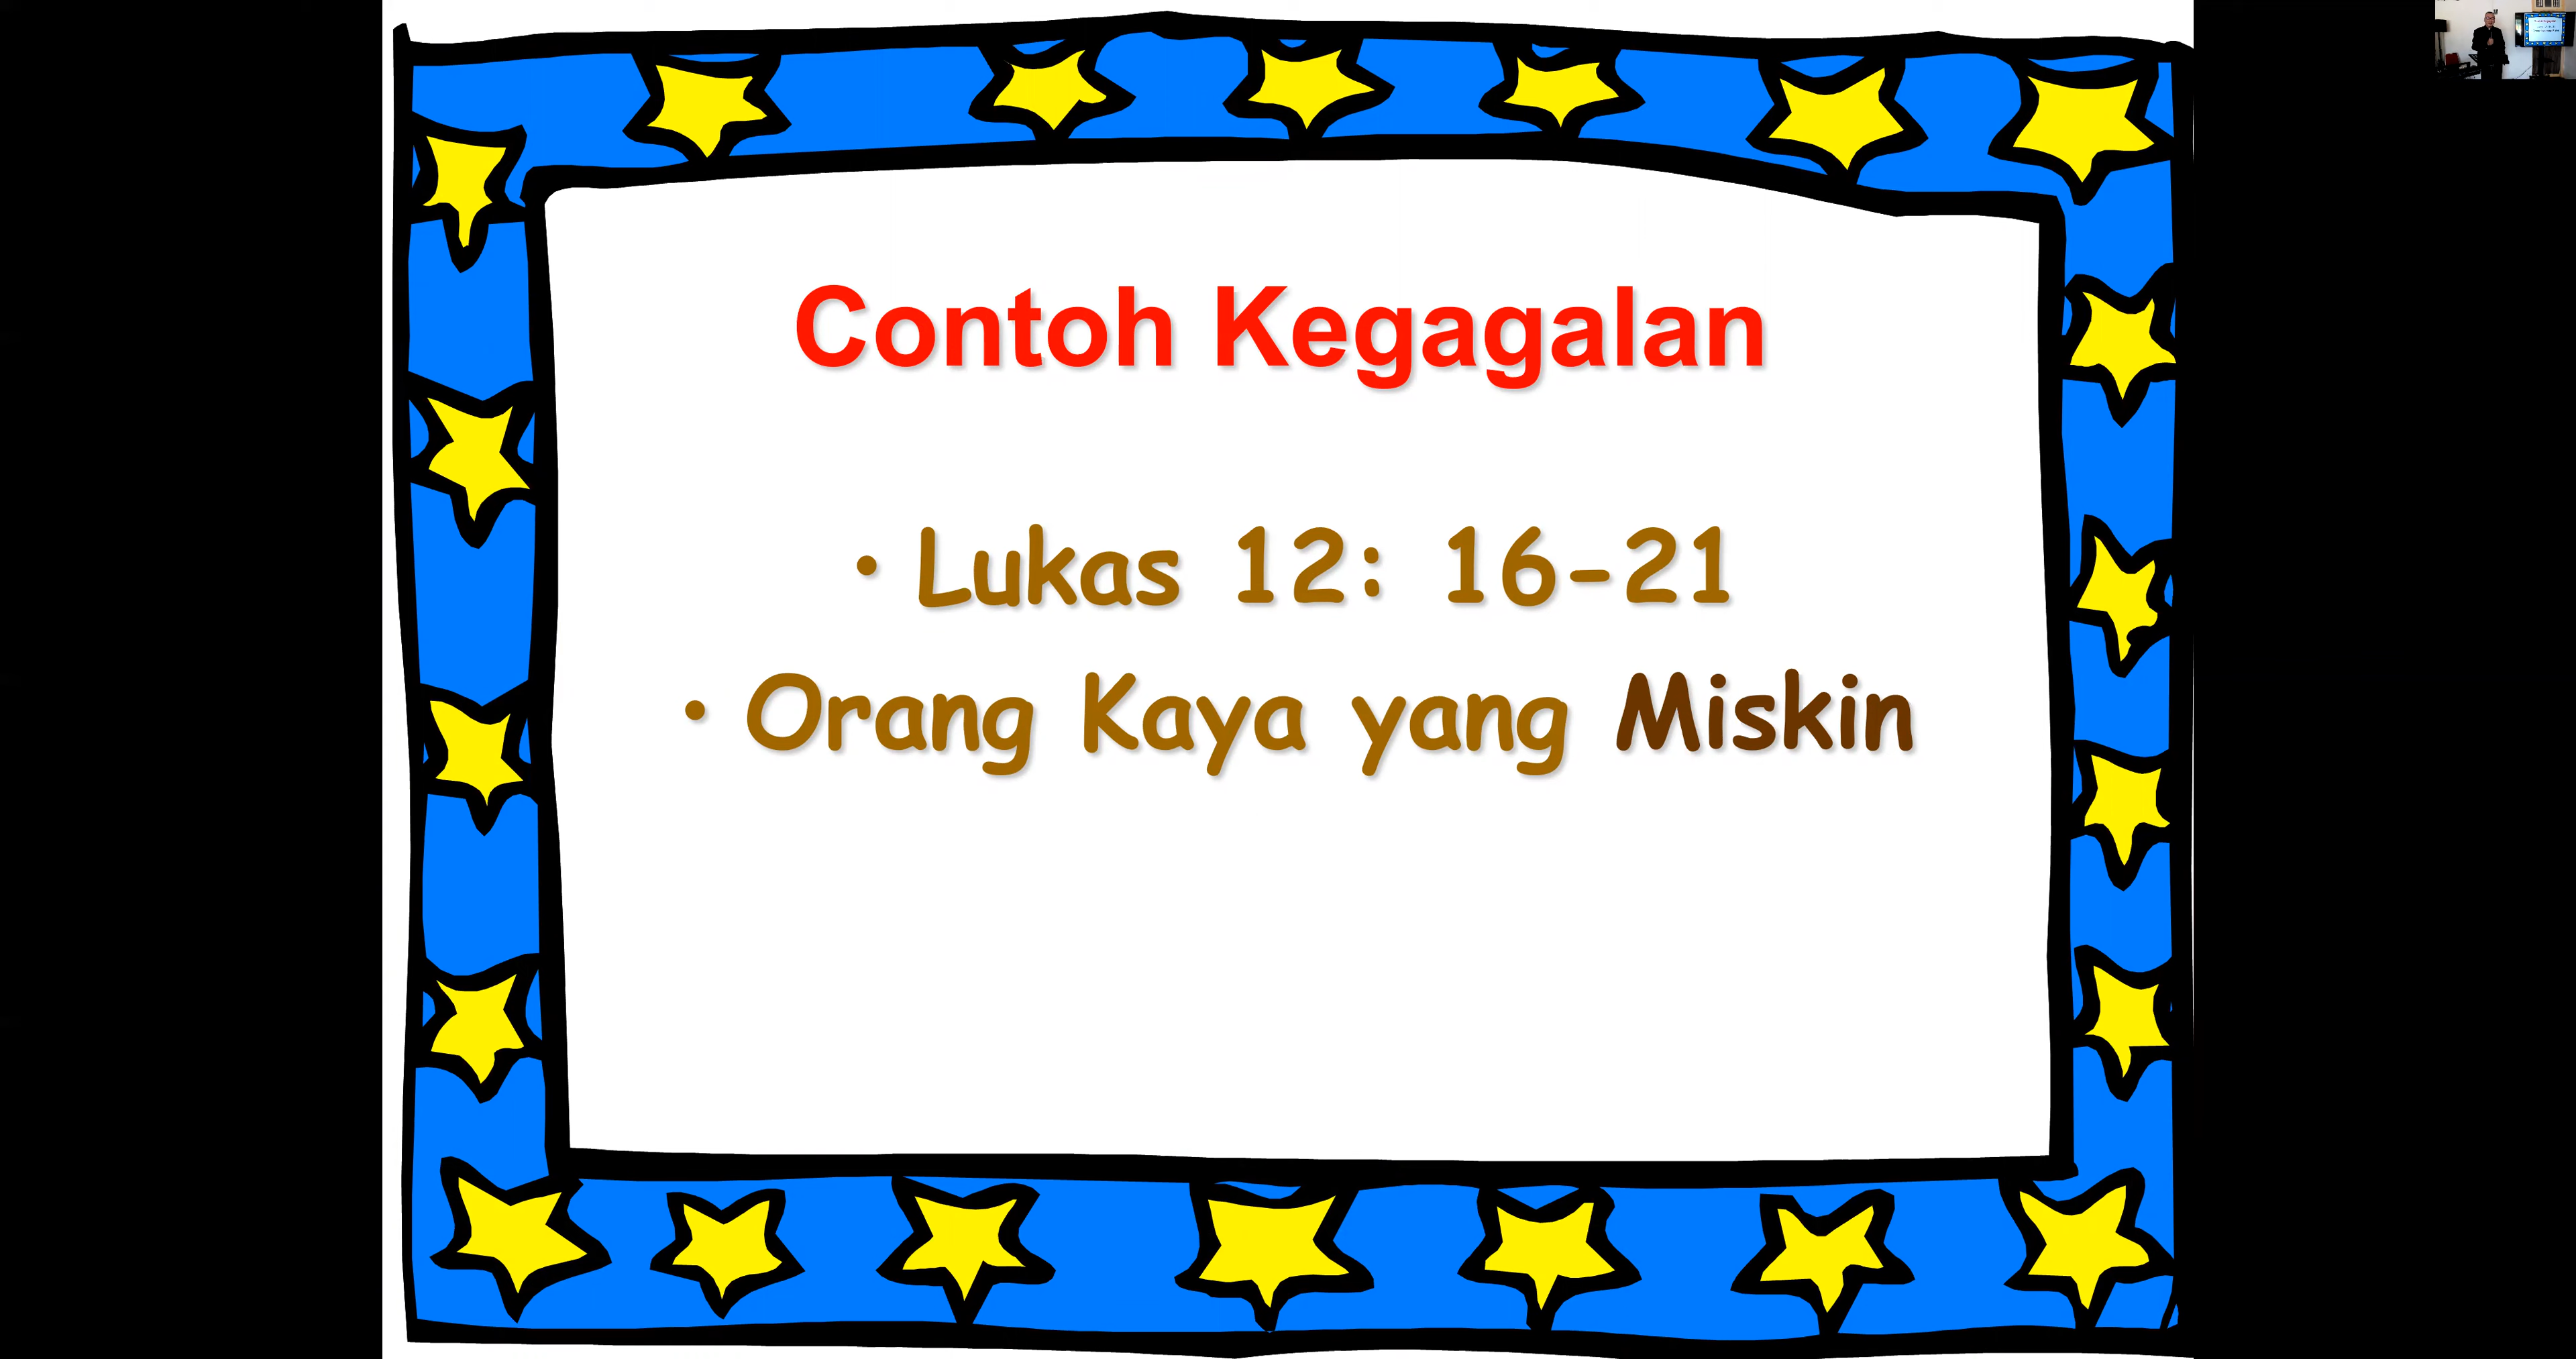 Contoh Kegagalan
• Lukas 12: 16-21
• Orang Kaya yang Miskin